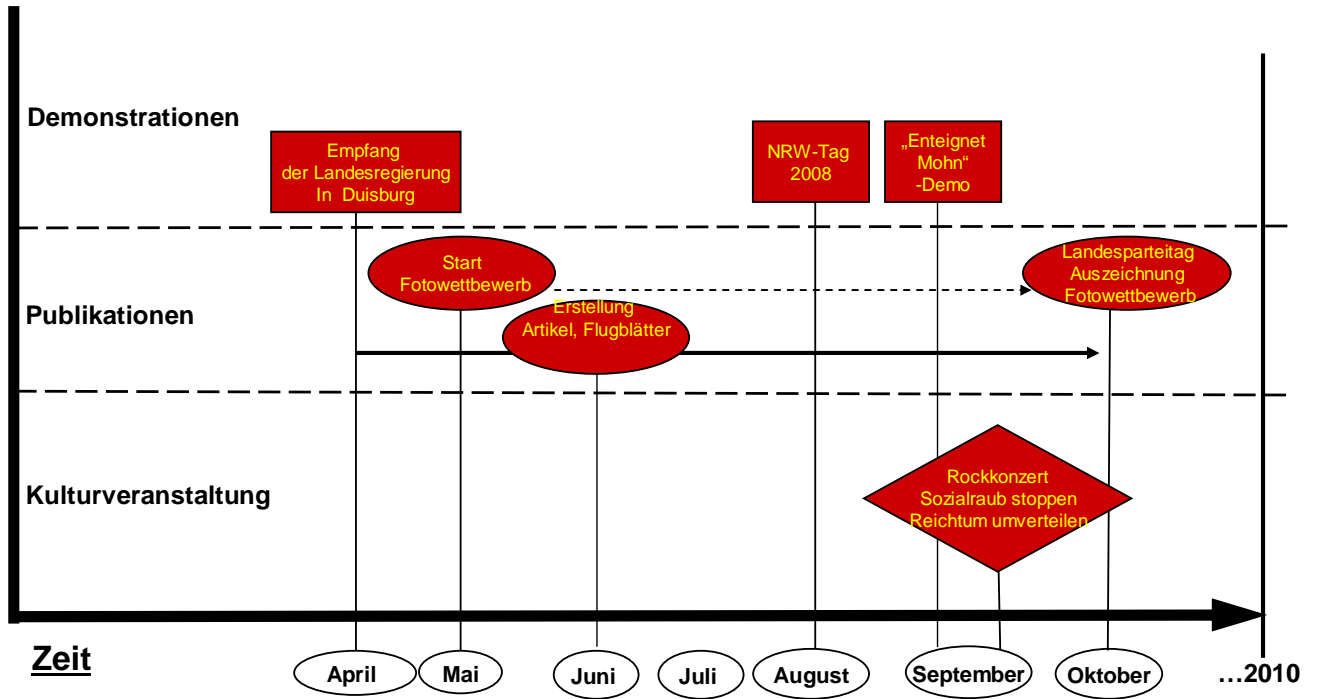 Demonstrationen
Empfang
der Landesregierung
In Duisburg
NRW-Tag
2008
„Enteignet
Mohn“
-Demo
Publikationen
Start
Fotowettbewerb
Erstellung
Artikel, Flugblätter
Landesparteitag
Auszeichnung
Fotowettbewerb
Kulturveranstaltung
Rockkonzert
Sozialraub stoppen
Reichtum umverteilen
Zeit
April
Mai
Juni
Juli
August
September
Oktober
...2010